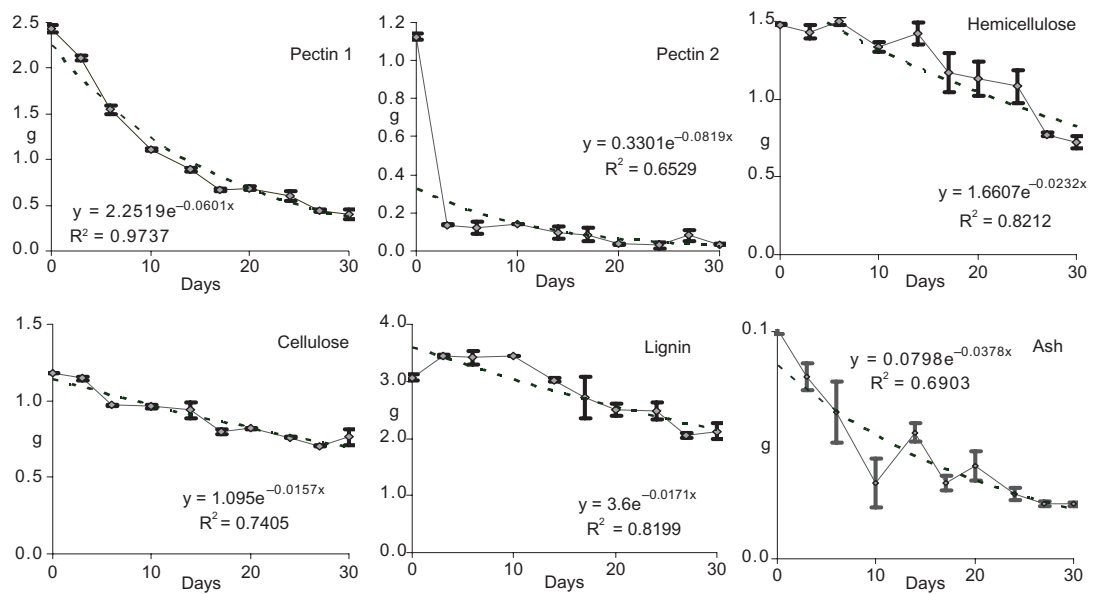 Pectin 1
2.5
2.0
1.5
g
1.0
0.5
0.0
y = 2.2519e^–0.0601x
R² = 0.9737
0 10 20 30
Days
Pectin 2
1.2
1.0
0.8
g
0.6
0.4
0.2
0.0
y = 0.3301e^–0.0819x
R² = 0.6529
0 10 20 30
Days
Hemicellulose
1.5
1.0
g
0.5
0.0
y = 1.6607e^–0.0232x
R² = 0.8212
0 10 20 30
Days
Cellulose
1.5
1.0
g
0.5
0.0
y = 1.095e^–0.0157x
R² = 0.7405
0 10 20 30
Days
Lignin
4.0
3.0
g
2.0
1.0
0.0
y = 3.6e^–0.0171x
R² = 0.8199
0 10 20 30
Days
Ash
0.1
g
0.0
y = 0.0798e^–0.0378x
R² = 0.6903
0 10 20 30
Days